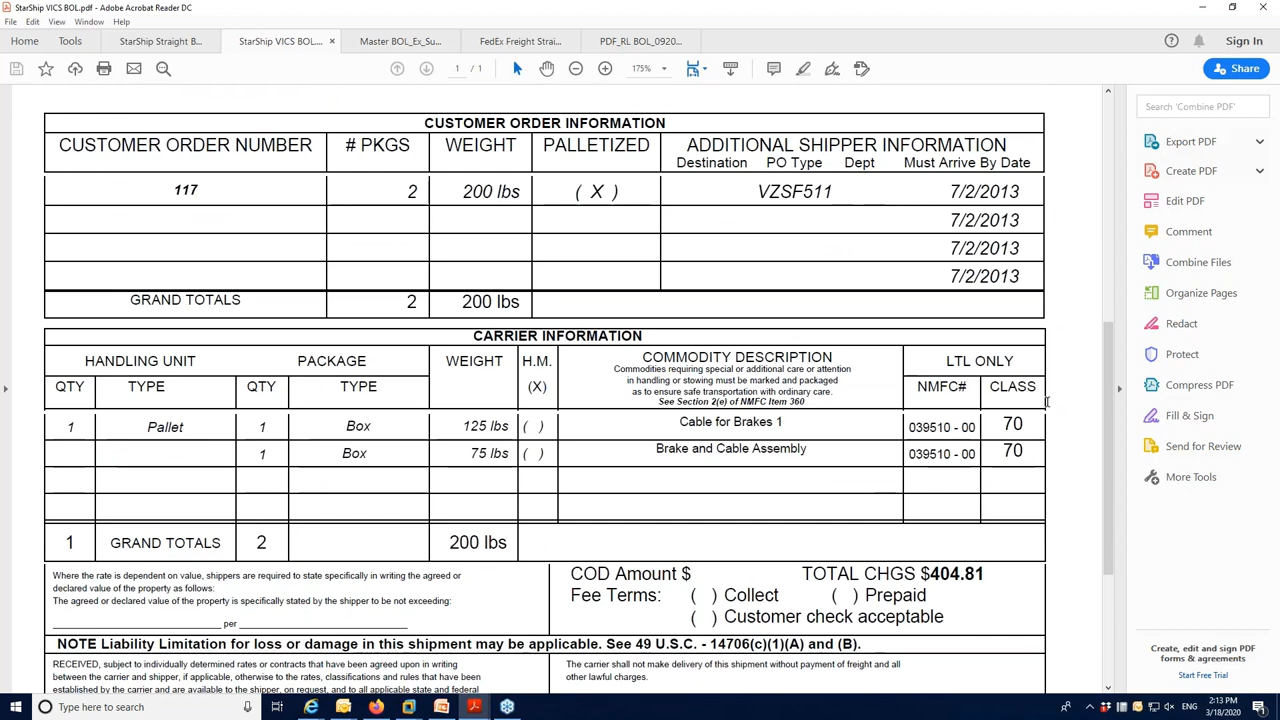 StarShip VICS BOL.pdf - Adobe Acrobat Reader DC
File Edit View Window Help
Home Tools StarShip Straight B... StarShip VICS BOL.... × Master BOL_Ex_Su... FedEx Freight Strai... PDF_RL BOL_0920... Sign In
1 / 1 175% Share
CUSTOMER ORDER INFORMATION
CUSTOMER ORDER NUMBER # PKGS WEIGHT PALLETIZED ADDITIONAL SHIPPER INFORMATION
Destination PO Type Dept Must Arrive By Date
117 2 200 lbs ( X ) VZSF511 7/2/2013
7/2/2013
7/2/2013
7/2/2013
GRAND TOTALS 2 200 lbs
CARRIER INFORMATION
HANDLING UNIT PACKAGE WEIGHT H.M. (X) COMMODITY DESCRIPTION LTL ONLY
Commodities requiring special or additional care or attention
in handling or stowing must be marked and packaged
as to ensure safe transportation with ordinary care.
See Section 2(e) of NMFC Item 360
QTY TYPE QTY TYPE NMFC# CLASS
1 Pallet 1 Box 125 lbs ( ) Cable for Brakes 1 039510 - 00 70
1 Box 75 lbs ( ) Brake and Cable Assembly 039510 - 00 70
1 GRAND TOTALS 2 200 lbs
Where the rate is dependent on value, shippers are required to state specifically in writing the agreed or
declared value of the property as follows:
The agreed or declared value of the property is specifically stated by the shipper to be not exceeding:
____________ per ____________
COD Amount $ TOTAL CHGS $404.81
Fee Terms: ( ) Collect ( ) Prepaid
( ) Customer check acceptable
NOTE Liability Limitation for loss or damage in this shipment may be applicable. See 49 U.S.C. - 14706(c)(1)(A) and (B).
RECEIVED, subject to individually determined rates or contracts that have been agreed upon in writing
between the carrier and shipper, if applicable, otherwise to the rates, classifications and rules that have been
established by the carrier and are available to the shipper, on request, and to all applicable state and federal
The carrier shall not make delivery of this shipment without payment of freight and all
other lawful charges.
Search 'Combine PDF'
Export PDF
Create PDF
Edit PDF
Comment
Combine Files
Organize Pages
Redact
Protect
Compress PDF
Fill & Sign
Send for Review
More Tools
Create, edit and sign PDF
forms & agreements
Start Free Trial
Type here to search
2:13 PM
3/18/2020